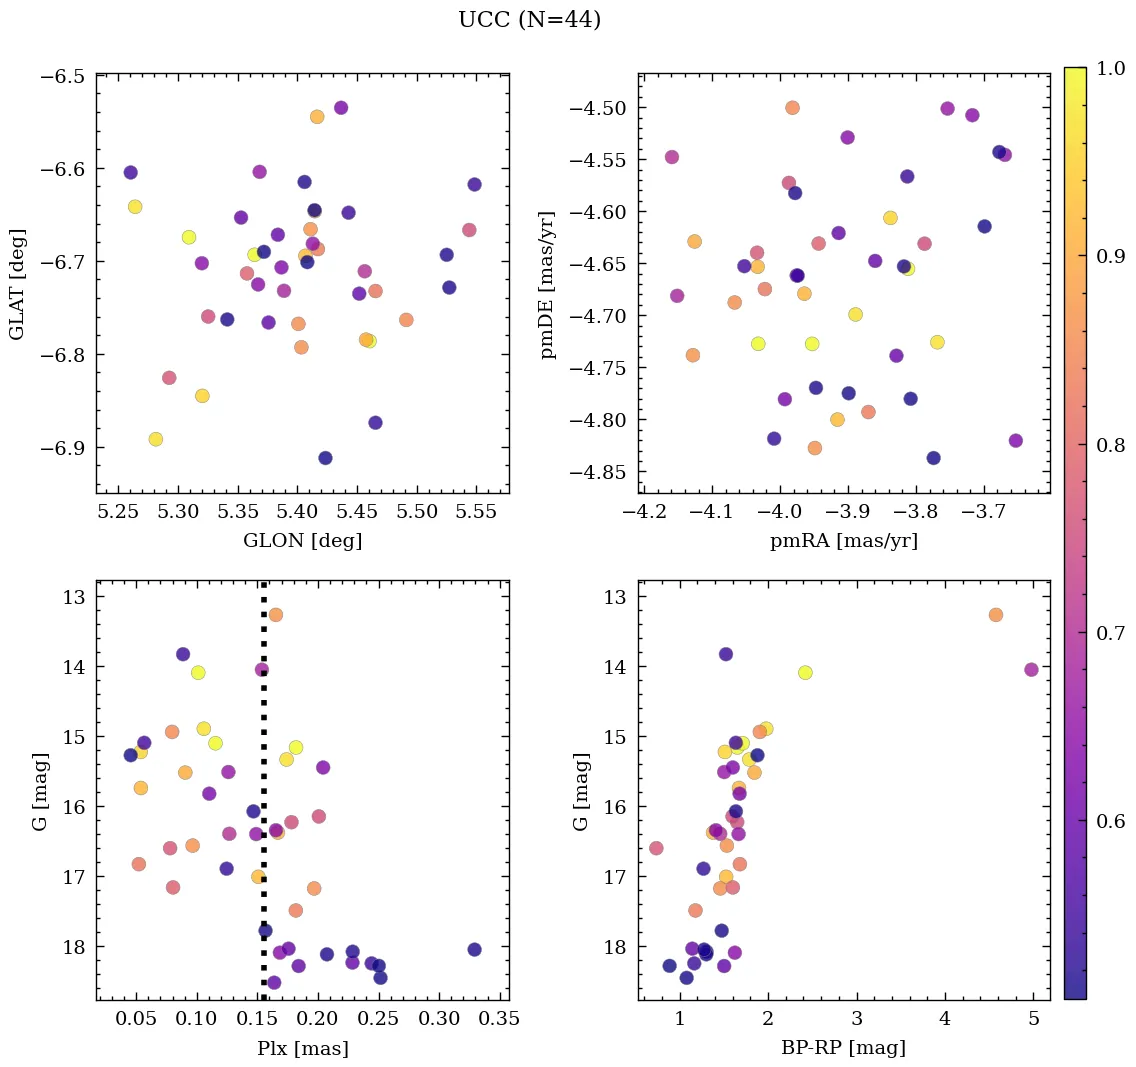 UCC (N=44)
−6.5
−6.6
−6.7
−6.8
−6.9
GLAT [deg]
5.25 5.30 5.35 5.40 5.45 5.50 5.55
GLON [deg]
−4.50
−4.55
−4.60
−4.65
−4.70
−4.75
−4.80
−4.85
pmDE [mas/yr]
−4.2 −4.1 −4.0 −3.9 −3.8 −3.7
pmRA [mas/yr]
13
14
15
16
17
18
G [mag]
0.05 0.10 0.15 0.20 0.25 0.30 0.35
Plx [mas]
13
14
15
16
17
18
G [mag]
1 2 3 4 5
BP-RP [mag]
1.0
0.9
0.8
0.7
0.6